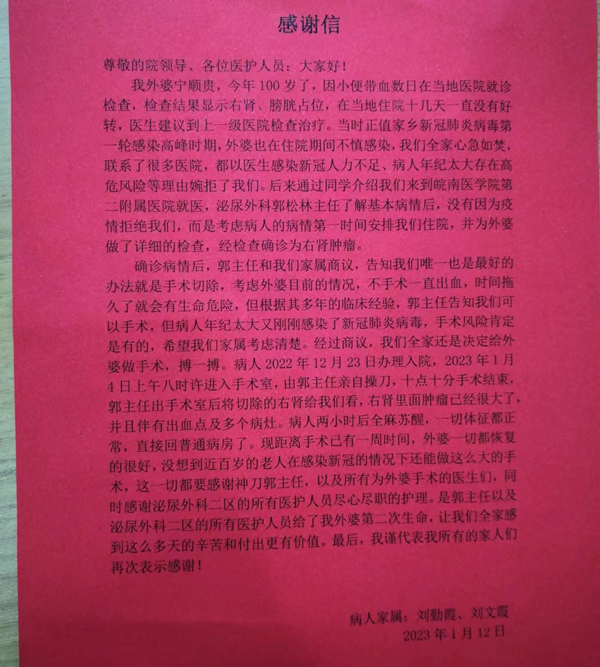 感谢信
尊敬的院领导、各位医护人员：大家好！
我外婆宁顺贵，今年100岁了，因小便带血数日在当地医院就诊
检查，检查结果显示右肾、膀胱占位，在当地住院十几天一直没有好
转，医生建议到上一级医院检查治疗。当时正值家乡新冠肺炎病毒第
一轮感染高峰时期，外婆也在住院期间不慎感染，我们全家心急如焚，
联系了很多医院，都以医生感染新冠人力不足、病人年纪太大存在高
危风险等理由婉拒了我们。后来通过同学介绍我们来到皖南医学院第
二附属医院就医，泌尿外科郭松林主任了解基本病情后，没有因为疫
情拒绝我们，而是考虑病人的病情第一时间安排我们住院，并为外婆
做了详细的检查，经检查确诊为右肾肿瘤。
确诊病情后，郭主任和我们家属商议，告知我们唯一也是最好的
办法就是手术切除，考虑外婆目前的情况，不手术一直出血，时间拖
久了就会有生命危险，但根据其多年的临床经验，郭主任告知我们可
以手术，但病人年纪太大又刚刚感染了新冠肺炎病毒，手术风险肯定
是有的，希望我们家属考虑清楚。经过商议，我们全家还是决定给外
婆做手术，搏一搏。病人2022年12月23日办理入院，2023年1月
4日上午八时许进入手术室，由郭主任亲自操刀，十点十分手术结束，
郭主任出手术室后将切除的右肾给我们看，右肾里面肿瘤已经很大了，
并且伴有出血点及多个病灶。病人两小时后全麻苏醒，一切体征都正
常，直接回普通病房了。现距离手术已有一周时间，外婆一切都恢复
的很好，没想到近百岁的老人在感染新冠的情况下还能做这么大的手
术，这一切都要感谢神刀郭主任，以及所有为外婆手术的医生们，同
时感谢泌尿外科二区的所有医护人员尽心尽职的护理。是郭主任以及
泌尿外科二区的所有医护人员给了我外婆第二次生命，让我们全家感
到这么多天的辛苦和付出更有价值。最后，我谨代表我所有的家人们
再次表示感谢！
病人家属：刘勤霞、刘文霞
2023年1月12日